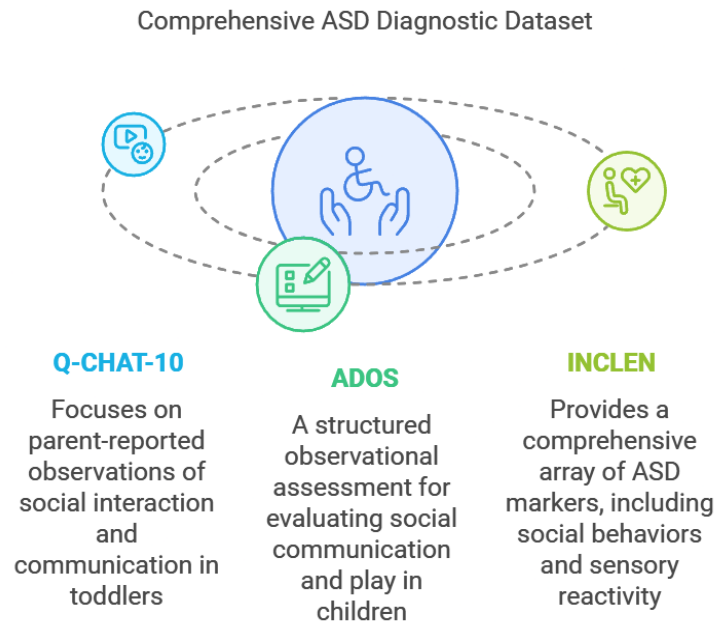 Comprehensive ASD Diagnostic Dataset
Q-CHAT-10
Focuses on
parent-reported
observations of
social interaction
and
communication in
toddlers
ADOS
A structured
observational
assessment for
evaluating social
communication
and play in
children
INCLEN
Provides a
comprehensive
array of ASD
markers, including
social behaviors
and sensory
reactivity